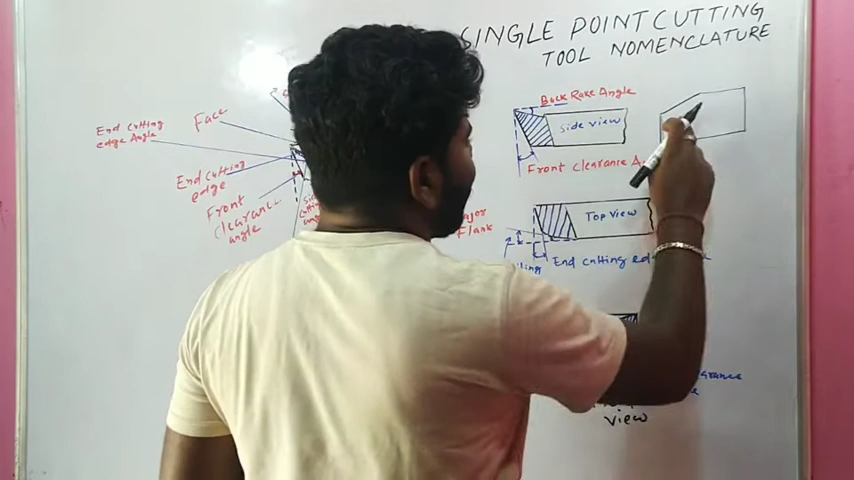 SINGLE POINT CUTTING
TOOL NOMENCLATURE
End cutting
edge Angle
Face
End cutting
edge
Front
clearance
angle
Back Rake Angle
side view
Front clearance A
Top view
Major
Flank
End cutting ed
view